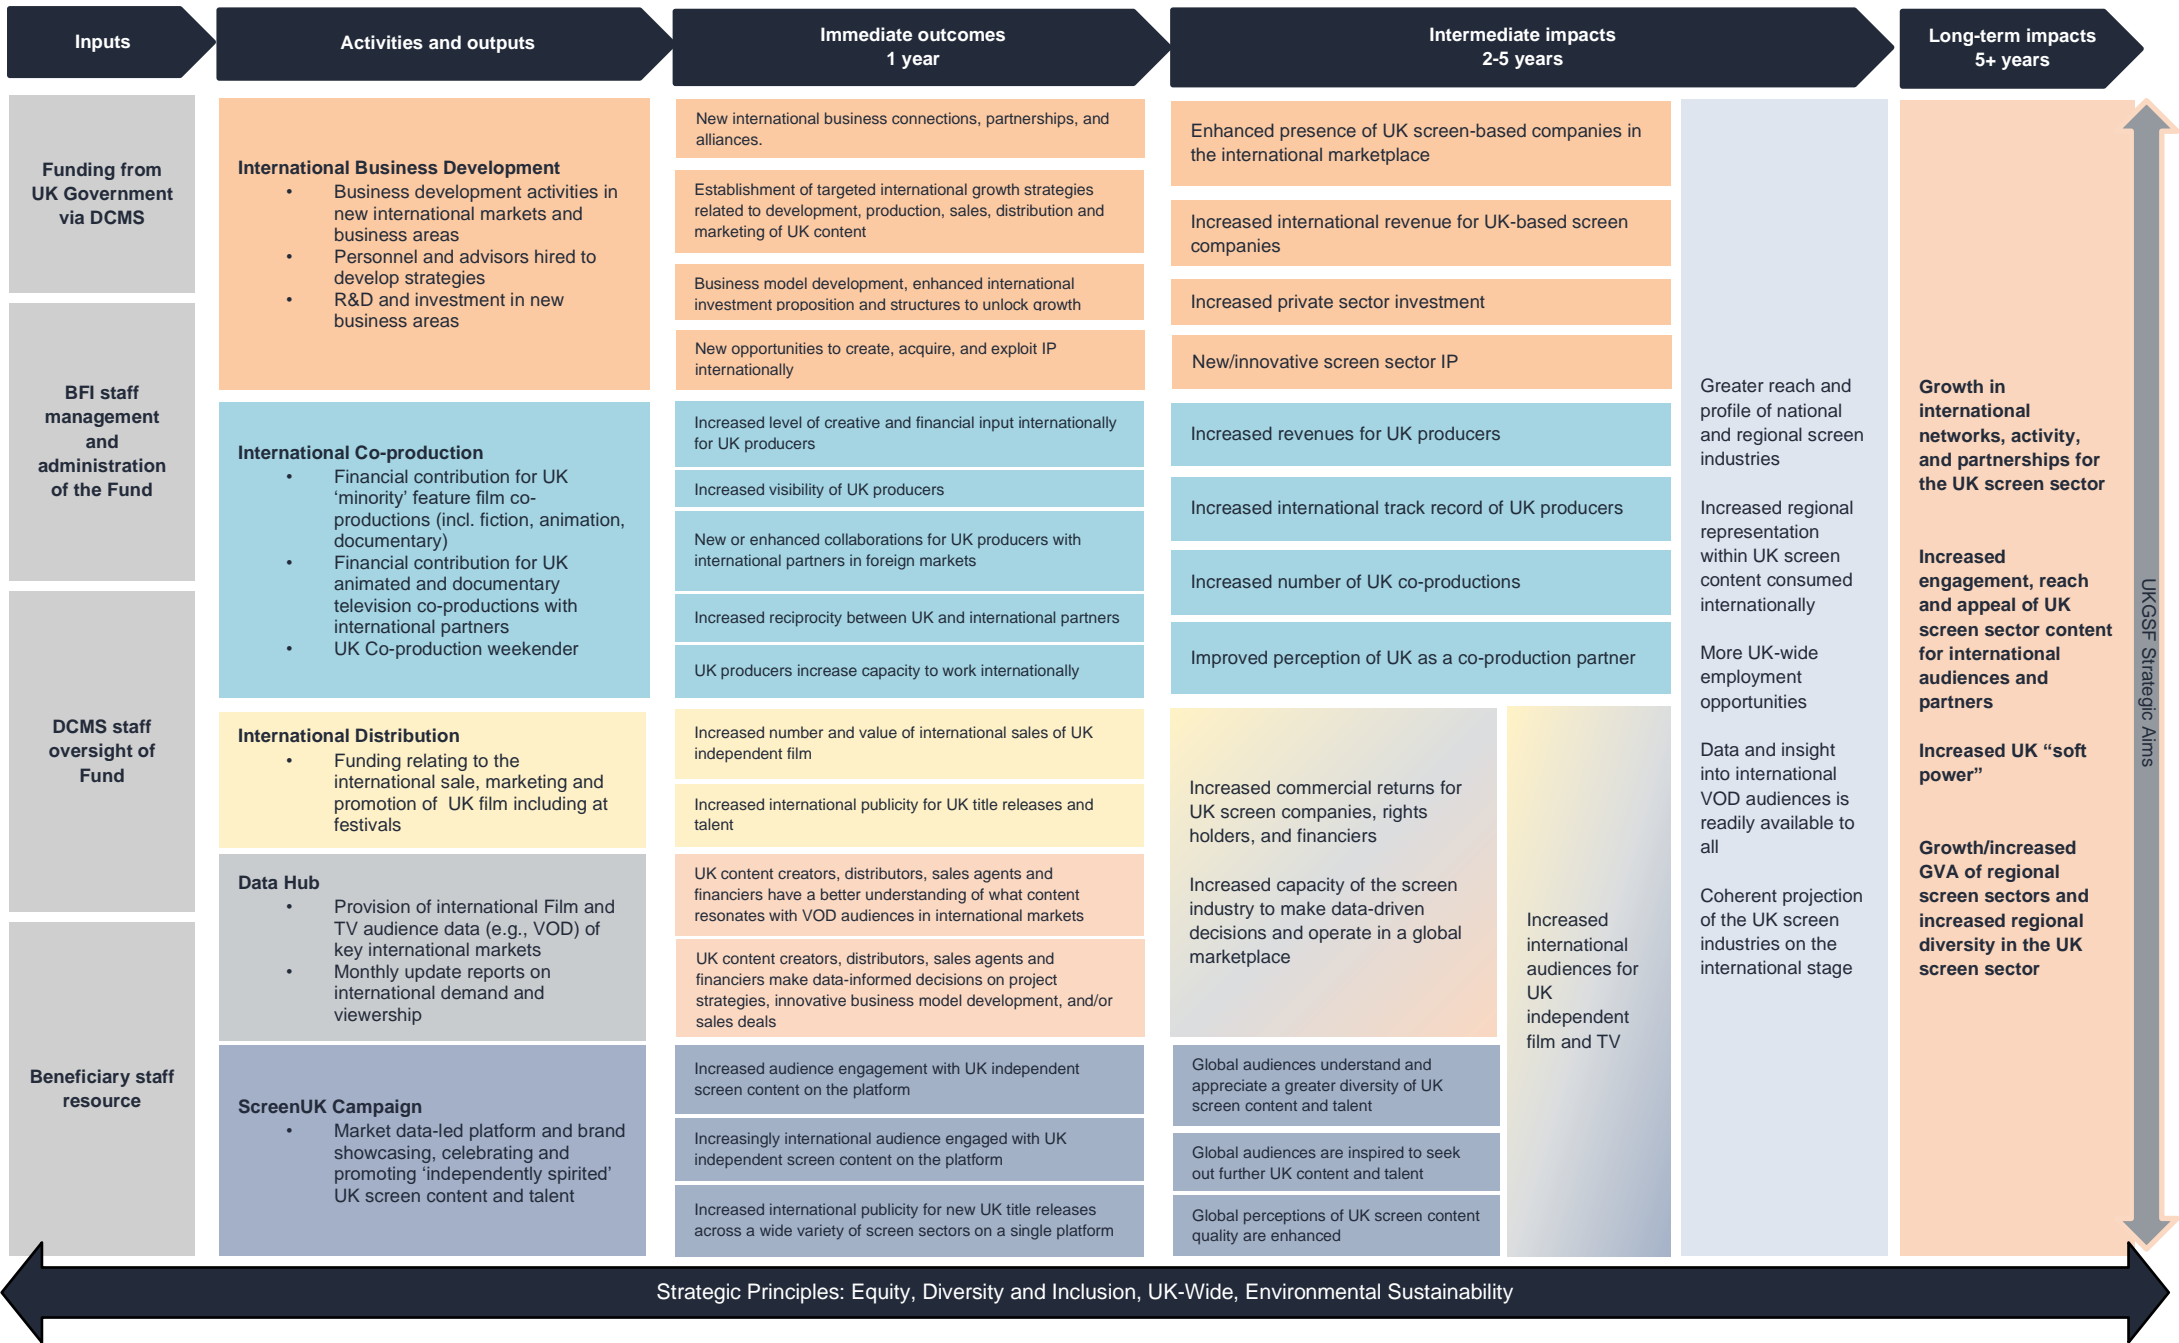 Inputs
Activities and outputs
Immediate outcomes
1 year
Intermediate impacts
2-5 years
Long-term impacts
5+ years
Funding from
UK Government
via DCMS
BFI staff
management
and
administration
of the Fund
DCMS staff
oversight of
Fund
Beneficiary staff
resource
International Business Development
• Business development activities in
new international markets and
business areas
• Personnel and advisors hired to
develop strategies
• R&D and investment in new
business areas
International Co-production
• Financial contribution for UK
‘minority’ feature film co-
productions (incl. fiction, animation,
documentary)
• Financial contribution for UK
animated and documentary
television co-productions with
international partners
• UK Co-production weekender
International Distribution
• Funding relating to the
international sale, marketing and
promotion of UK film including at
festivals
Data Hub
• Provision of international Film and
TV audience data (e.g., VOD) of
key international markets
• Monthly update reports on
international demand and
viewership
ScreenUK Campaign
• Market data-led platform and brand
showcasing, celebrating and
promoting ‘independently spirited’
UK screen content and talent
New international business connections, partnerships, and
alliances.
Establishment of targeted international growth strategies
related to development, production, sales, distribution and
marketing of UK content
Business model development, enhanced international
investment proposition and structures to unlock growth
New opportunities to create, acquire, and exploit IP
internationally
Increased level of creative and financial input internationally
for UK producers
Increased visibility of UK producers
New or enhanced collaborations for UK producers with
international partners in foreign markets
Increased reciprocity between UK and international partners
UK producers increase capacity to work internationally
Increased number and value of international sales of UK
independent film
Increased international publicity for UK title releases and
talent
UK content creators, distributors, sales agents and
financiers have a better understanding of what content
resonates with VOD audiences in international markets
UK content creators, distributors, sales agents and
financiers make data-informed decisions on project
strategies, innovative business model development, and/or
sales deals
Increased audience engagement with UK independent
screen content on the platform
Increasingly international audience engaged with UK
independent screen content on the platform
Increased international publicity for new UK title releases
across a wide variety of screen sectors on a single platform
Enhanced presence of UK screen-based companies in
the international marketplace
Increased international revenue for UK-based screen
companies
Increased private sector investment
New/innovative screen sector IP
Increased revenues for UK producers
Increased international track record of UK producers
Increased number of UK co-productions
Improved perception of UK as a co-production partner
Increased commercial returns for
UK screen companies, rights
holders, and financiers
Increased capacity of the screen
industry to make data-driven
decisions and operate in a global
marketplace
Global audiences understand and
appreciate a greater diversity of UK
screen content and talent
Global audiences are inspired to seek
out further UK content and talent
Global perceptions of UK screen content
quality are enhanced
Increased
international
audiences for
UK
independent
film and TV
Greater reach and
profile of national
and regional screen
industries
Increased regional
representation
within UK screen
content consumed
internationally
More UK-wide
employment
opportunities
Data and insight
into international
VOD audiences is
readily available to
all
Coherent projection
of the UK screen
industries on the
international stage
Growth in
international
networks, activity,
and partnerships for
the UK screen sector
Increased
engagement, reach
and appeal of UK
screen sector content
for international
audiences and
partners
Increased UK “soft
power”
Growth/increased
GVA of regional
screen sectors and
increased regional
diversity in the UK
screen sector
UKGSF Strategic Aims
Strategic Principles: Equity, Diversity and Inclusion, UK-Wide, Environmental Sustainability